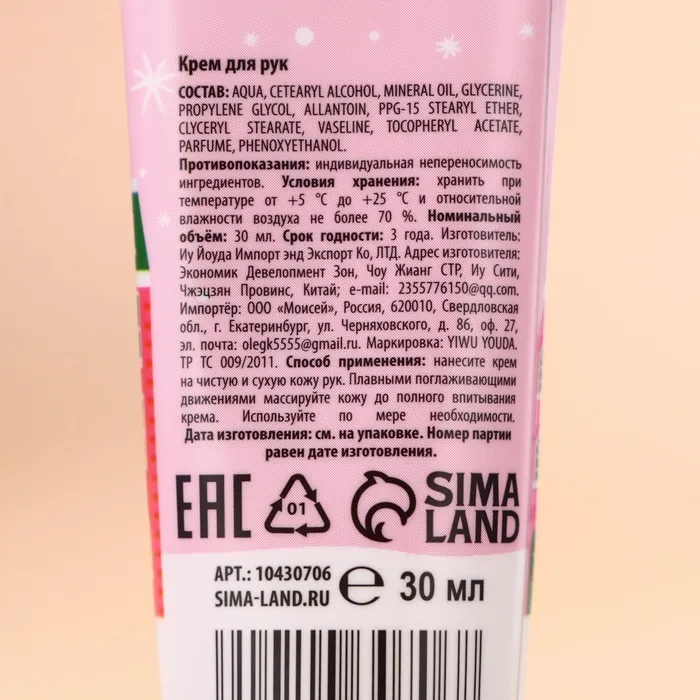 Крем для рук
СОСТАВ: AQUA, CETEARYL ALCOHOL, MINERAL OIL, GLYCERINE,
PROPYLENE GLYCOL, ALLANTOIN, PPG-15 STEARYL ETHER,
CLYCERYL STEARATE, VASELINE, TOCOPHERYL ACETATE,
PARFUME, PHENOXYETHANOL.
Противопоказания: индивидуальная непереносимость
ингредиентов. Условия хранения: хранить при
температуре от +5 °C до +25 °C и относительной
влажности воздуха не более 70 %. Номинальный
объём: 30 мл. Срок годности: 3 года. Изготовитель:
Иу Йоуда Импорт энд Экспорт Ко, ЛТД. Адрес изготовителя:
Экономик Девелопмент Зон, Чоу Жианг СТР, Иу Сити,
Чжэцзян Провинс, Китай; e-mail: 2355776150@qq.com.
Импортёр: ООО «Моисей», Россия, 620010, Свердловская
обл., г. Екатеринбург, ул. Черняховского, д. 86, оф. 27,
эл. почта: olegk5555@gmail.ru. Маркировка: YIWU YOUDA.
ТР ТС 009/2011. Способ применения: нанесите крем
на чистую и сухую кожу рук. Плавными поглаживающими
движениями массируйте кожу до полного впитывания
крема. Используйте по мере необходимости.
Дата изготовления: см. на упаковке. Номер партии
равен дате изготовления.
EAC 01 SIMA
LAND
АРТ.: 10430706
SIMA-LAND.RU
℮ 30 мл